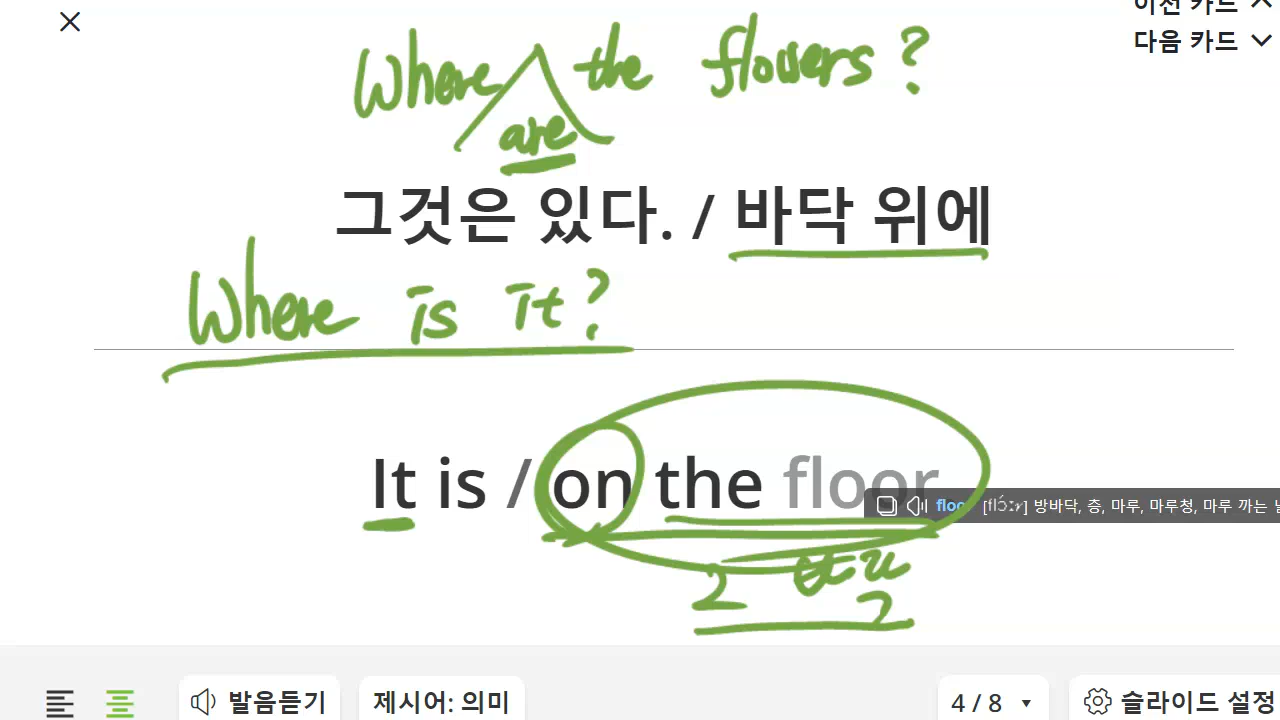 이전 카드
다음 카드
Where the flowers?
are
그것은 있다. / 바닥 위에
Where is it?
It is / on the floor
floor [flɔ́ːr] 방바닥, 층, 마루, 마루청, 마루 까는
발음듣기
제시어: 의미
4 / 8
슬라이드 설정